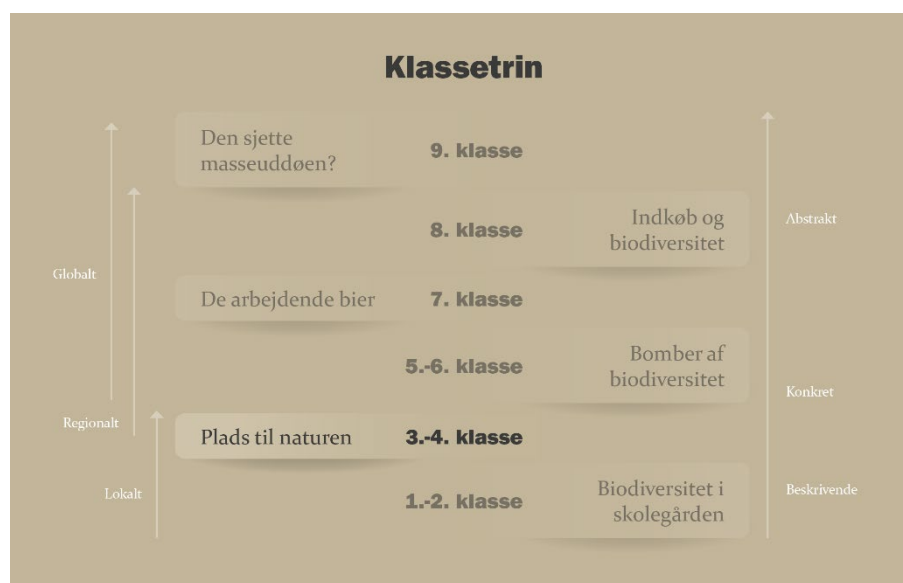 Klassetrin
Den sjette
masseuddøen?
9. klasse
8. klasse
Indkøb og
biodiversitet
Abstrakt
Globalt
De arbejdende bier
7. klasse
5.-6. klasse
Bomber af
biodiversitet
Konkret
Regionalt
Plads til naturen
3.-4. klasse
Lokalt
1.-2. klasse
Biodiversitet i
skolegården
Beskrivende